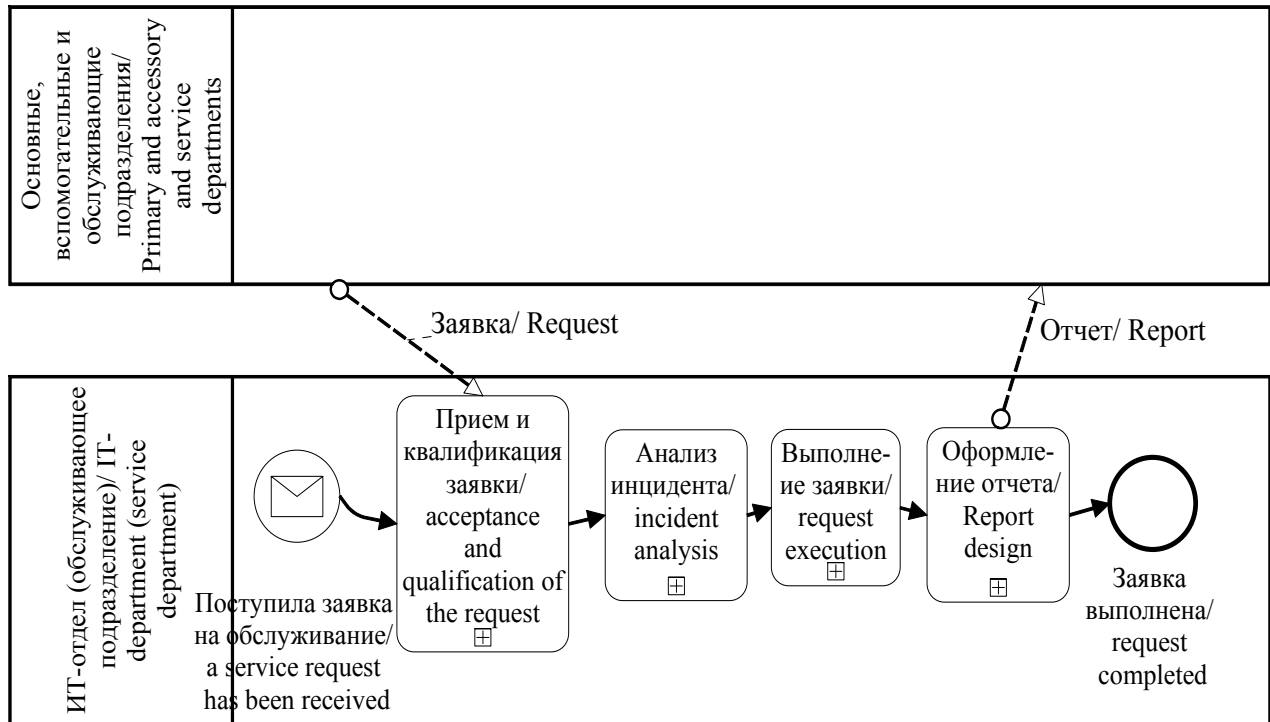 Основные,
вспомогательные и
обслуживающие
подразделения/
Primary and accessory
and service
departments
Заявка/ Request
Отчет/ Report
ИТ-отдел (обслуживающее
подразделение)/ IT-
department (service
department)
Поступила заявка
на обслуживание/
a service request
has been received
Прием и
квалификация
заявки/
acceptance
and
qualification of
the request
Анализ
инцидента/
incident
analysis
Выполне-
ие заявки/
request
execution
Оформле-
ние отчета/
Report
design
Заявка
выполнена/
request
completed